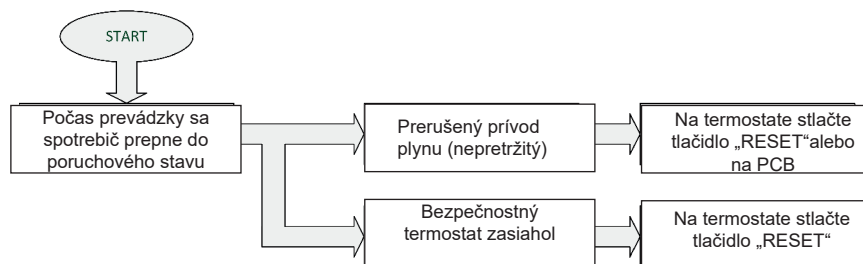 START
Počas prevádzky sa
spotrebič prepne do
poruchového stavu
Prerušený prívod
plynu (nepretržitý)
Na termostate stlačte
tlačidlo „RESET“alebo
na PCB
Bezpečnostný
termostat zasiahol
Na termostate stlačte
tlačidlo „RESET“